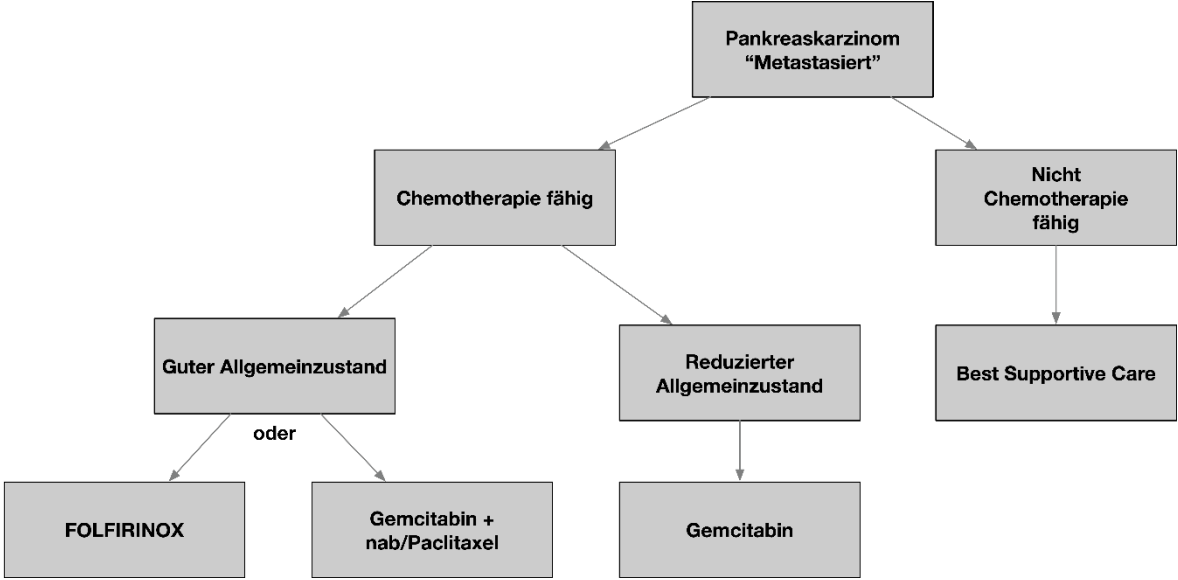 Pankreaskarzinom
“Metastasiert”
Chemotherapie fähig
Nicht
Chemotherapie
fähig
Guter Allgemeinzustand
Reduzierter
Allgemeinzustand
Best Supportive Care
oder
FOLFIRINOX
Gemcitabin +
nab/Paclitaxel
Gemcitabin